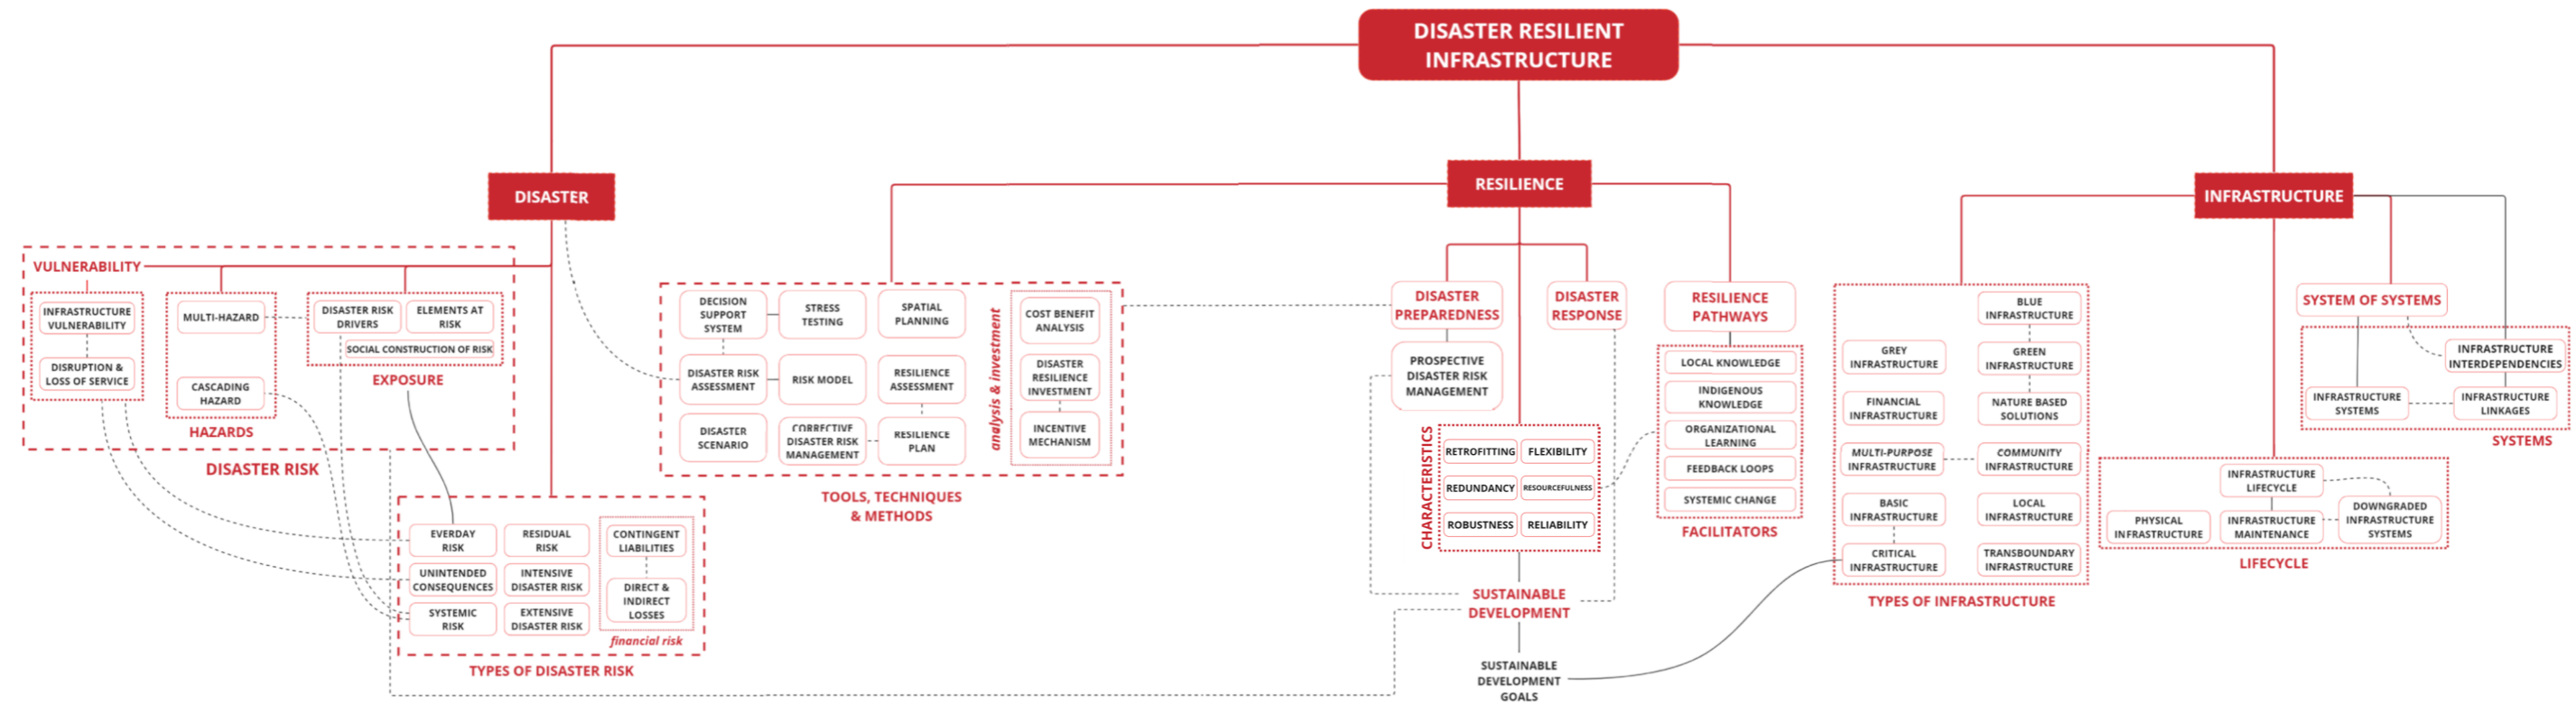 DISASTER RESILIENT
INFRASTRUCTURE
DISASTER
RESILIENCE
INFRASTRUCTURE
VULNERABILITY
INFRASTRUCTURE
VULNERABILITY
DISRUPTION &
LOSS OF SERVICE
MULTI-HAZARD
CASCADING
HAZARD
HAZARDS
DISASTER RISK
DRIVERS
ELEMENTS AT
RISK
SOCIAL CONSTRUCTION OF RISK
EXPOSURE
DISASTER RISK
EVERDAY
RISK
RESIDUAL
RISK
UNINTENDED
CONSEQUENCES
INTENSIVE
DISASTER RISK
SYSTEMIC
RISK
EXTENSIVE
DISASTER RISK
CONTINGENT
LIABILITIES
DIRECT &
INDIRECT
LOSSES
financial risk
TYPES OF DISASTER RISK
DECISION
SUPPORT
SYSTEM
STRESS
TESTING
SPATIAL
PLANNING
DISASTER RISK
ASSESSMENT
RISK MODEL
RESILIENCE
ASSESSMENT
DISASTER
SCENARIO
CORRECTIVE
DISASTER RISK
MANAGEMENT
RESILIENCE
PLAN
analysis & investment
COST BENEFIT
ANALYSIS
DISASTER
RESILIENCE
INVESTMENT
INCENTIVE
MECHANISM
TOOLS, TECHNIQUES
& METHODS
DISASTER
PREPAREDNESS
PROSPECTIVE
DISASTER RISK
MANAGEMENT
DISASTER
RESPONSE
CHARACTERISTICS
RETROFITTING
FLEXIBILITY
REDUNDANCY
RESOURCEFULNESS
ROBUSTNESS
RELIABILITY
SUSTAINABLE
DEVELOPMENT
SUSTAINABLE
DEVELOPMENT
GOALS
RESILIENCE
PATHWAYS
LOCAL KNOWLEDGE
INDIGENOUS
KNOWLEDGE
ORGANIZATIONAL
LEARNING
FEEDBACK LOOPS
SYSTEMIC CHANGE
FACILITATORS
BLUE
INFRASTRUCTURE
GREY
INFRASTRUCTURE
GREEN
INFRASTRUCTURE
FINANCIAL
INFRASTRUCTURE
NATURE BASED
SOLUTIONS
MULTI-PURPOSE
INFRASTRUCTURE
COMMUNITY
INFRASTRUCTURE
BASIC
INFRASTRUCTURE
LOCAL
INFRASTRUCTURE
CRITICAL
INFRASTRUCTURE
TRANSBOUNDARY
INFRASTRUCTURE
TYPES OF INFRASTRUCTURE
INFRASTRUCTURE
LIFECYCLE
PHYSICAL
INFRASTRUCTURE
INFRASTRUCTURE
MAINTENANCE
DOWNGRADED
INFRASTRUCTURE
SYSTEMS
LIFECYCLE
SYSTEM OF SYSTEMS
INFRASTRUCTURE
INTERDEPENDENCIES
INFRASTRUCTURE
SYSTEMS
INFRASTRUCTURE
LINKAGES
SYSTEMS